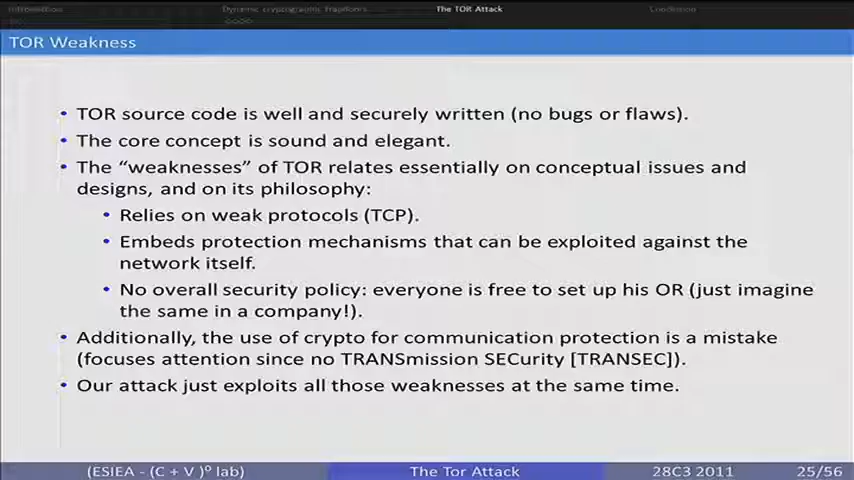 Introduction Dynamic cryptographic trapdoors The TOR Attack Conclusion
TOR Weakness
• TOR source code is well and securely written (no bugs or flaws).
• The core concept is sound and elegant.
• The “weaknesses” of TOR relates essentially on conceptual issues and
designs, and on its philosophy:
• Relies on weak protocols (TCP).
• Embeds protection mechanisms that can be exploited against the
network itself.
• No overall security policy: everyone is free to set up his OR (just imagine
the same in a company!).
• Additionally, the use of crypto for communication protection is a mistake
(focuses attention since no TRANSmission SECurity [TRANSEC]).
• Our attack just exploits all those weaknesses at the same time.
(ESIEA - (C + V)º lab) The Tor Attack 28C3 2011 25/56